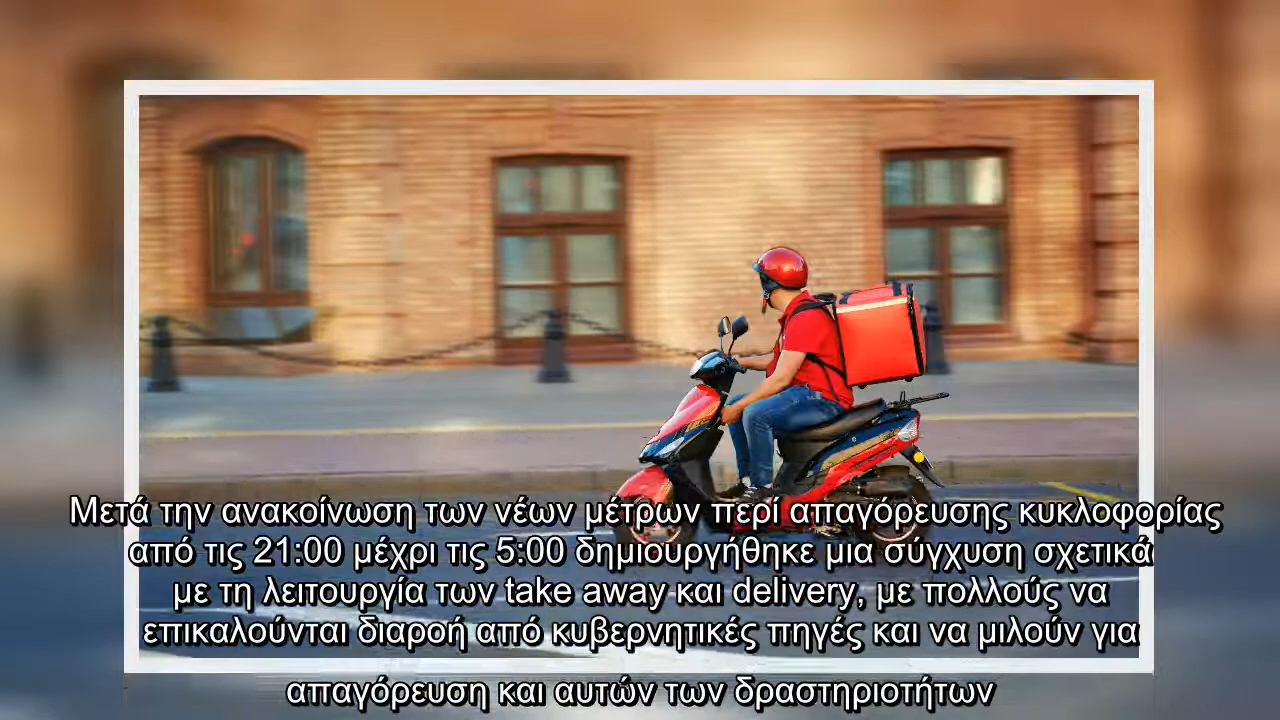 Μετά την ανακοίνωση των νέων μέτρων περί απαγόρευσης κυκλοφορίας
από τις 21:00 μέχρι τις 5:00 δημιουργήθηκε μια σύγχυση σχετικά
με τη λειτουργία των take away και delivery, με πολλούς να
επικαλούνται διαροή από κυβερνητικές πηγές και να μιλούν για
απαγόρευση και αυτών των δραστηριοτήτων